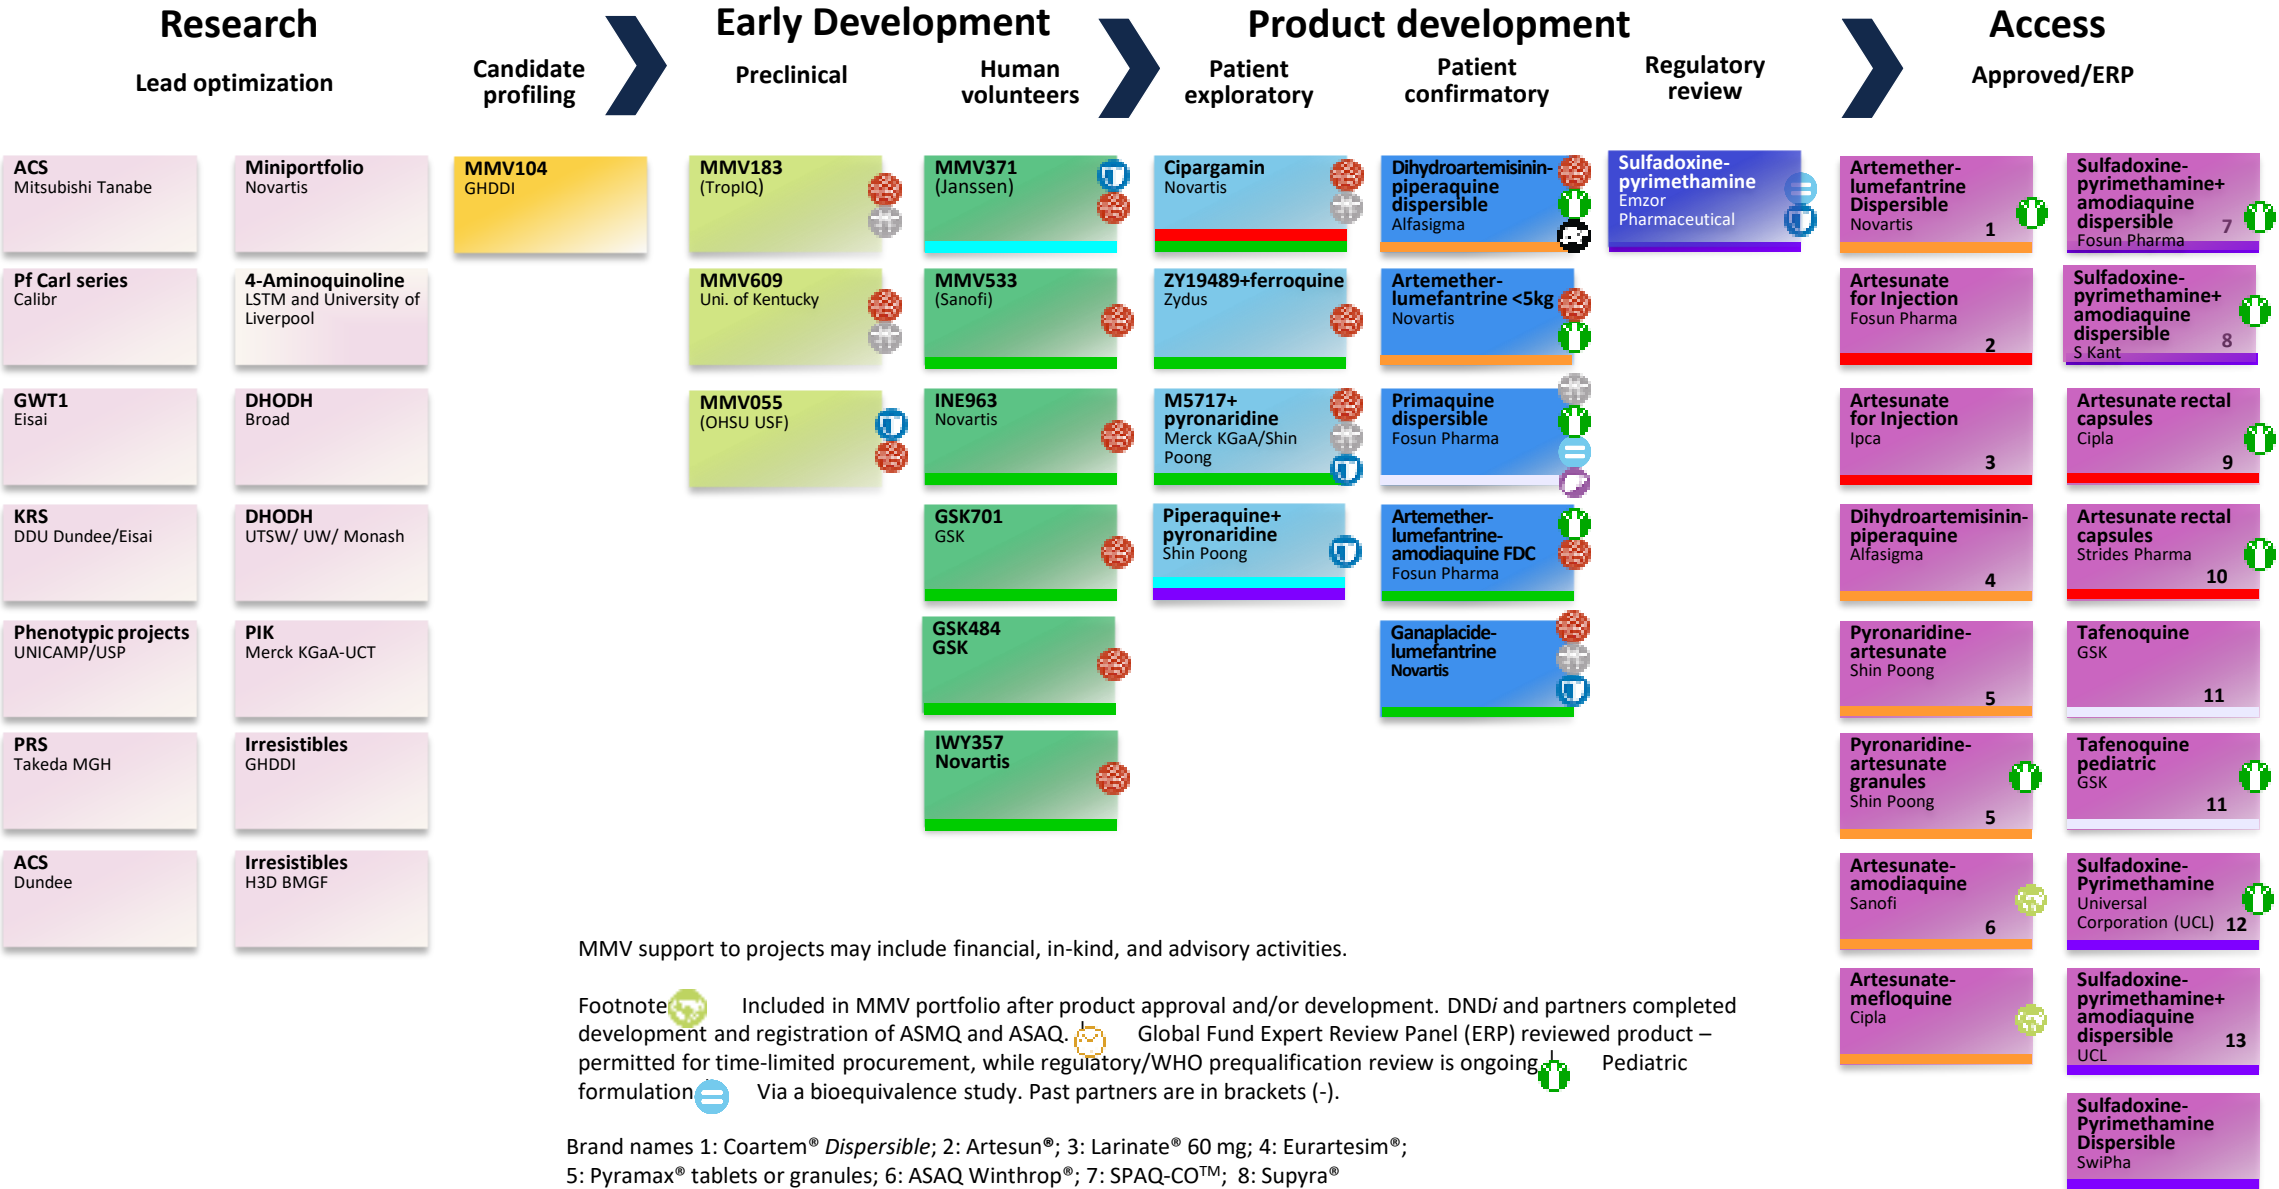 Research
Early Development
Product development
Access
Lead optimization
Candidate
profiling
Preclinical
Human
volunteers
Patient
exploratory
Patient
confirmatory
Regulatory
review
Approved/ERP
ACS
Mitsubishi Tanabe
Pf Carl series
Calibr
GWT1
Eisai
KRS
DDU Dundee/Eisai
Phenotypic projects
UNICAMP/USP
PRS
Takeda MGH
ACS
Dundee
Miniportfolio
Novartis
4-Aminoquinoline
LSTM and University of
Liverpool
DHODH
Broad
DHODH
UTSW/ UW/ Monash
PIK
Merck KGaA-UCT
Irresistibles
GHDDI
Irresistibles
H3D BMGF
MMV104
GHDDI
MMV183
(TropIQ)
MMV609
Uni. of Kentucky
MMV055
(OHSU USF)
MMV371
(Janssen)
MMV533
(Sanofi)
INE963
Novartis
GSK701
GSK
GSK484
GSK
IWY357
Novartis
Cipargamin
Novartis
ZY19489+ferroquine
Zydus
M5717+
pyronaridine
Merck KGaA/Shin
Poong
Piperaquine+
pyronaridine
Shin Poong
Dihydroartemisinin-
piperaquine
dispersible
Alfasigma
Artemether-
lumefantrine <5kg
Novartis
Primaquine
dispersible
Fosun Pharma
Artemether-
lumefantrine-
amodiaquine FDC
Fosun Pharma
Ganaplacide-
lumefantrine
Novartis
Sulfadoxine-
pyrimethamine
Emzor
Pharmaceutical
Artemether-
lumefantrine
Dispersible
Novartis 1
Artesunate
for Injection
Fosun Pharma
2
Artesunate
for Injection
Ipca
3
Dihydroartemisinin-
piperaquine
Alfasigma
4
Pyronaridine-
artesunate
Shin Poong
5
Pyronaridine-
artesunate
granules
Shin Poong
5
Artesunate-
amodiaquine
Sanofi
6
Artesunate-
mefloquine
Cipla
Sulfadoxine-
pyrimethamine+
amodiaquine
dispersible 7
Fosun Pharma
Sulfadoxine-
pyrimethamine+
amodiaquine
dispersible 8
S Kant
Artesunate rectal
capsules
Cipla
9
Artesunate rectal
capsules
Strides Pharma
10
Tafenoquine
GSK
11
Tafenoquine
pediatric
GSK
11
Sulfadoxine-
Pyrimethamine
Universal
Corporation (UCL) 12
Sulfadoxine-
pyrimethamine+
amodiaquine
dispersible 13
UCL
Sulfadoxine-
Pyrimethamine
Dispersible
SwiPha
MMV support to projects may include financial, in-kind, and advisory activities.
Footnote Included in MMV portfolio after product approval and/or development. DNDi and partners completed
development and registration of ASMQ and ASAQ. Global Fund Expert Review Panel (ERP) reviewed product –
permitted for time-limited procurement, while regulatory/WHO prequalification review is ongoing Pediatric
formulation Via a bioequivalence study. Past partners are in brackets (-).
Brand names 1: Coartem® Dispersible; 2: Artesun®; 3: Larinate® 60 mg; 4: Eurartesim®;
5: Pyramax® tablets or granules; 6: ASAQ Winthrop®; 7: SPAQ-CO™; 8: Supyra®